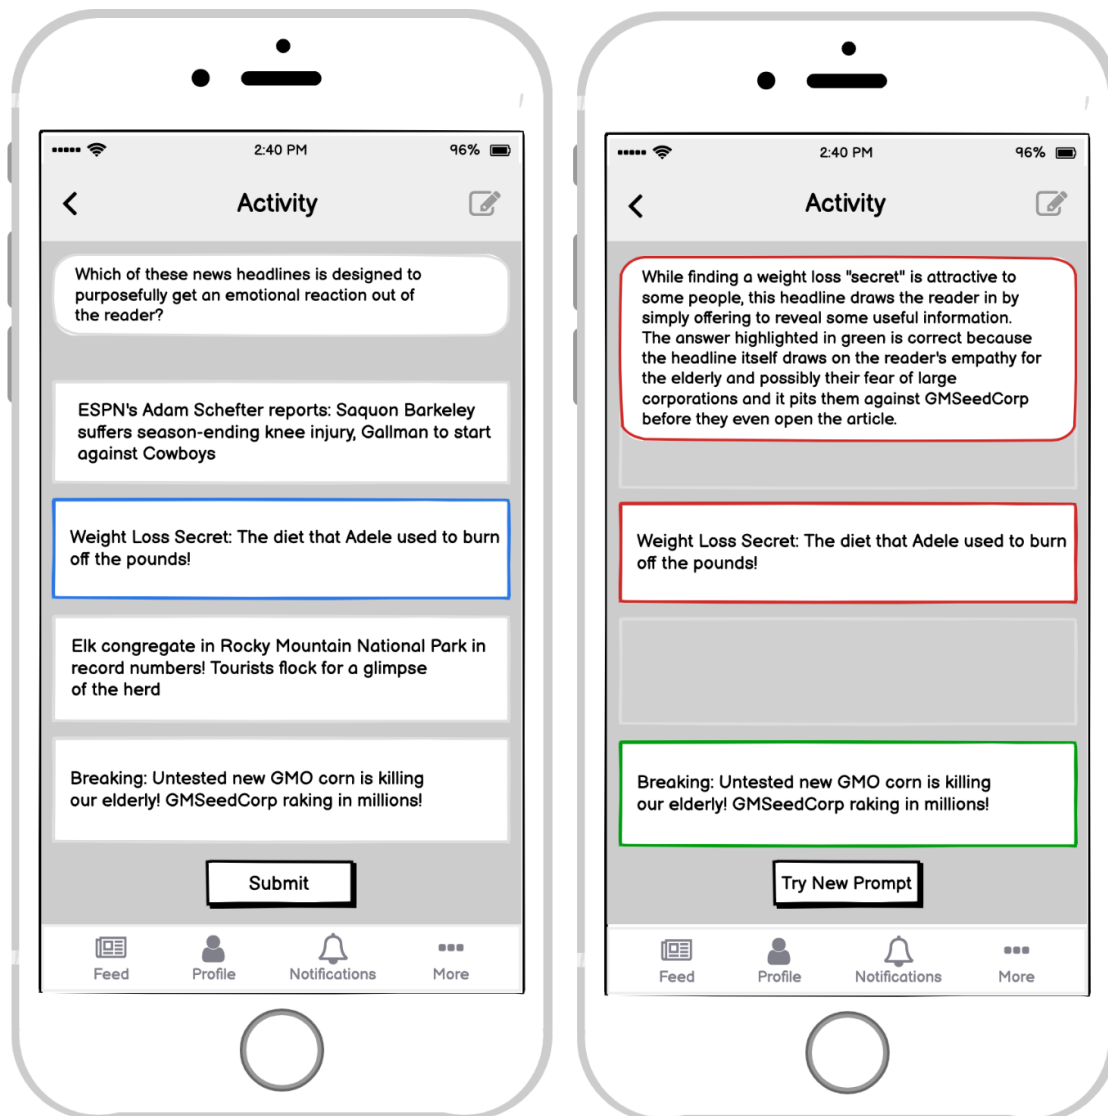 2:40 PM
96%
Activity
Which of these news headlines is designed to
purposefully get an emotional reaction out of
the reader?
ESPN's Adam Schefter reports: Saquon Barkeley
suffers season-ending knee injury, Gallman to start
against Cowboys
Weight Loss Secret: The diet that Adele used to burn
off the pounds!
Elk congregate in Rocky Mountain National Park in
record numbers! Tourists flock for a glimpse
of the herd
Breaking: Untested new GMO corn is killing
our elderly! GMSeedCorp raking in millions!
Submit
Feed
Profile
Notifications
More
2:40 PM
96%
Activity
While finding a weight loss "secret" is attractive to
some people, this headline draws the reader in by
simply offering to reveal some useful information.
The answer highlighted in green is correct because
the headline itself draws on the reader's empathy for
the elderly and possibly their fear of large
corporations and it pits them against GMSeedCorp
before they even open the article.
Weight Loss Secret: The diet that Adele used to burn
off the pounds!
Breaking: Untested new GMO corn is killing
our elderly! GMSeedCorp raking in millions!
Try New Prompt
Feed
Profile
Notifications
More